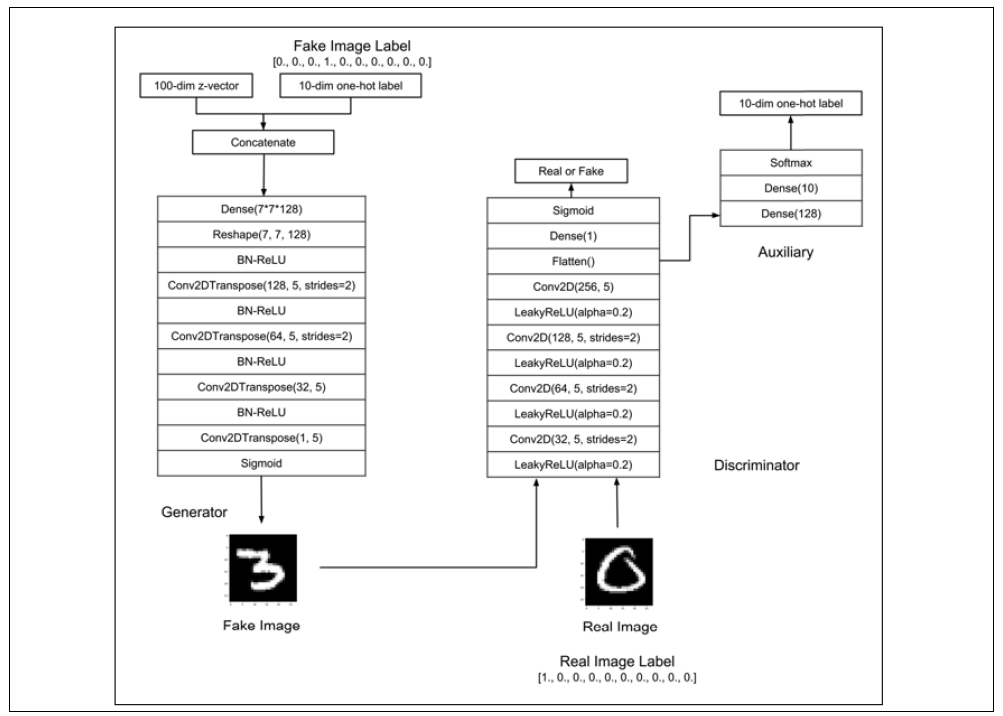 Fake Image Label
[0., 0., 0., 1., 0., 0., 0., 0., 0., 0.]
100-dim z-vector
10-dim one-hot label
Concatenate
Dense(7*7*128)
Reshape(7, 7, 128)
BN-ReLU
Conv2DTranspose(128, 5, strides=2)
BN-ReLU
Conv2DTranspose(64, 5, strides=2)
BN-ReLU
Conv2DTranspose(32, 5)
BN-ReLU
Conv2DTranspose(1, 5)
Sigmoid
Generator
3
Fake Image
Real or Fake
Sigmoid
Dense(1)
Flatten()
Conv2D(256, 5)
LeakyReLU(alpha=0.2)
Conv2D(128, 5, strides=2)
LeakyReLU(alpha=0.2)
Conv2D(64, 5, strides=2)
LeakyReLU(alpha=0.2)
Conv2D(32, 5, strides=2)
LeakyReLU(alpha=0.2)
Discriminator
0
Real Image
Real Image Label
[1., 0., 0., 0., 0., 0., 0., 0., 0., 0.]
10-dim one-hot label
Softmax
Dense(10)
Dense(128)
Auxiliary